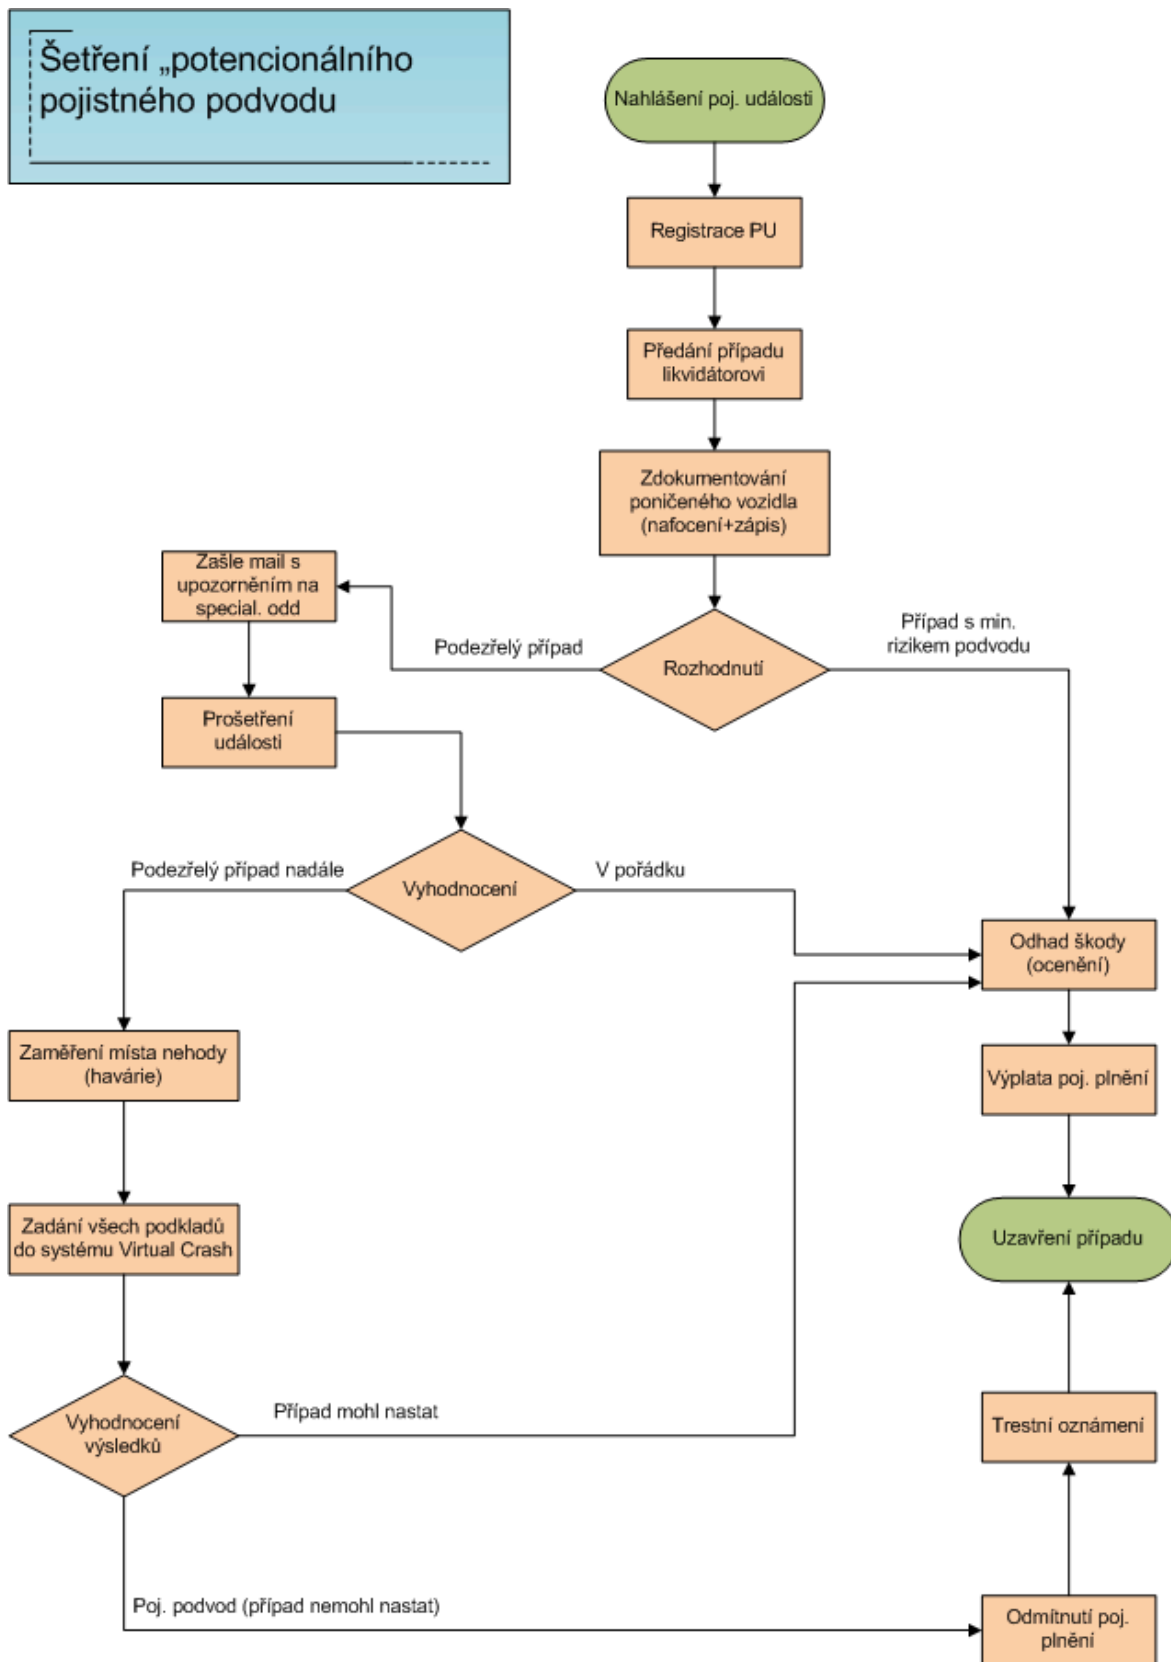 Šetření „potencionálního
pojistného podvodu
Nahlášení poj. události
Registrace PU
Předání případu
likvidátorovi
Zdokumentování
poničeného vozidla
(nafocení+zápis)
Zašle mail s
upozorněním na
special. odd
Podezřelý případ
Rozhodnutí
Případ s min.
rizikem podvodu
Prošetření
události
Podezřelý případ nadále
Vyhodnocení
V pořádku
Odhad škody
(ocenění)
Zaměření místa nehody
(havárie)
Výplata poj. plnění
Zadání všech podkladů
do systému Virtual Crash
Uzavření případu
Vyhodnocení
výsledků
Případ mohl nastat
Trestní oznámení
Poj. podvod (případ nemohl nastat)
Odmítnutí poj.
plnění